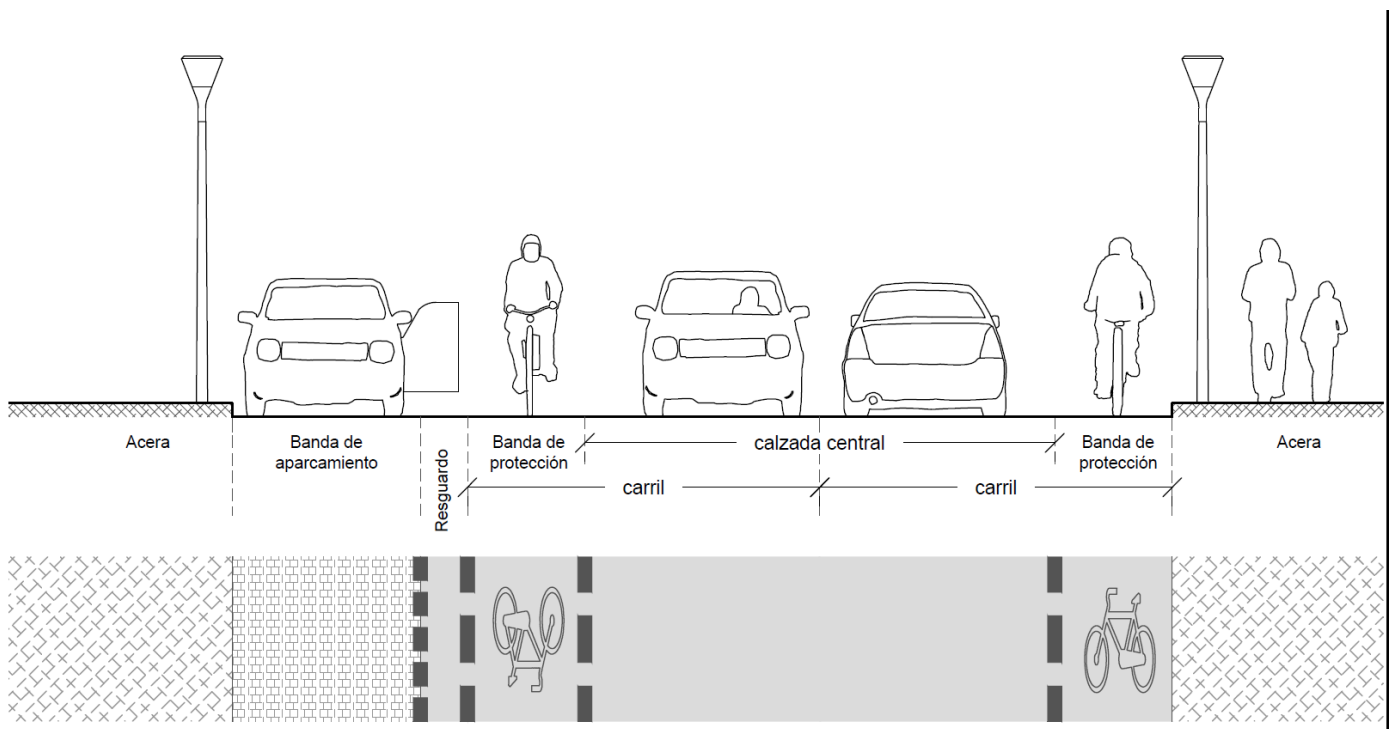 Acera
Banda de
aparcamiento
Resguardo
Banda de
protección
calzada central
Banda de
protección
Acera
carril
carril